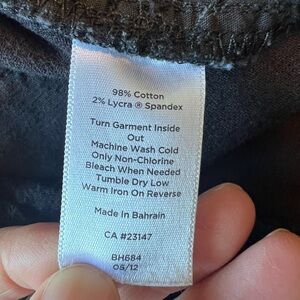 98% Cotton
2% Lycra ® Spandex
Turn Garment Inside
Out
Machine Wash Cold
Only Non-Chlorine
Bleach When Needed
Tumble Dry Low
Warm Iron On Reverse
Made In Bahrain
CA #23147
BH684
05/12